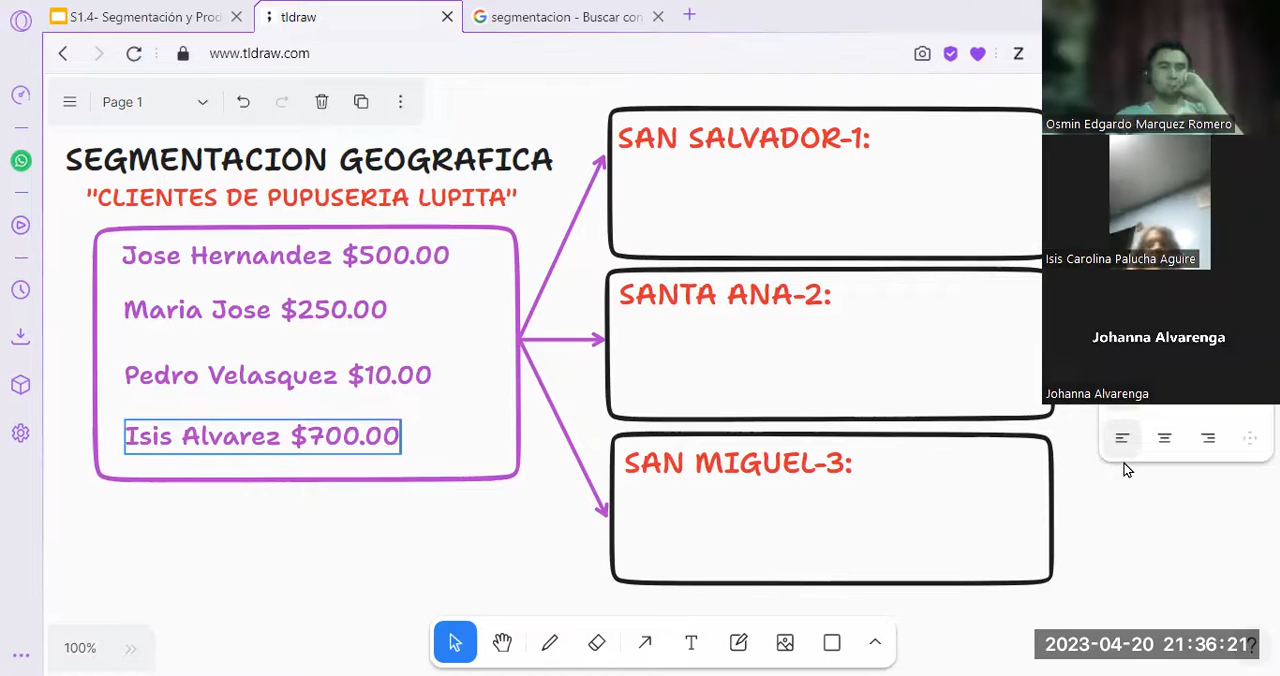 S1.4- Segmentación y Prod
tldraw
segmentacion - Buscar con
www.tldraw.com
Z
Page 1
SEGMENTACION GEOGRAFICA
"CLIENTES DE PUPUSERIA LUPITA"
Jose Hernandez $500.00
Maria Jose $250.00
Pedro Velasquez $10.00
Isis Alvarez $700.00
SAN SALVADOR-1:
SANTA ANA-2:
SAN MIGUEL-3:
Osmin Edgardo Marquez Romero
Isis Carolina Palucha Aguire
Johanna Alvarenga
Johanna Alvarenga
100%
T
2023-04-20 21:36:21
?